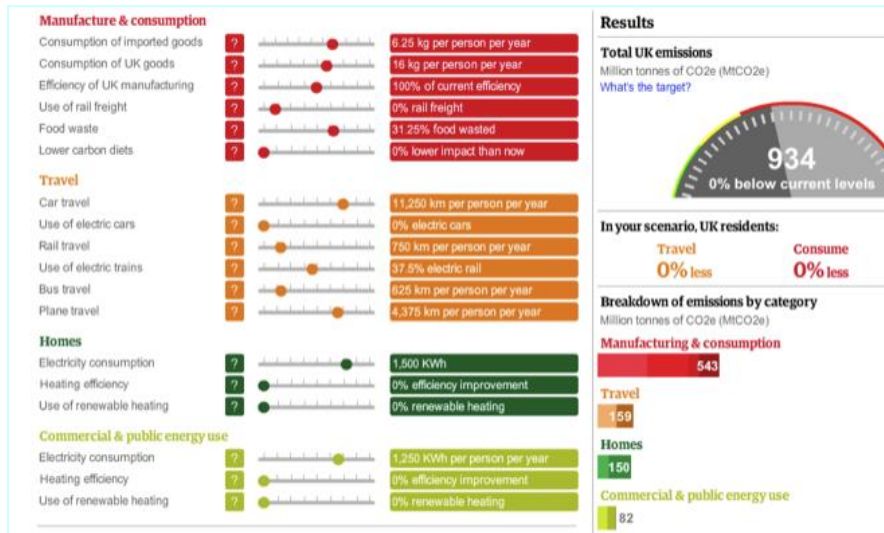 Manufacture & consumption
Consumption of imported goods ? 6.25 kg per person per year
Consumption of UK goods ? 16 kg per person per year
Efficiency of UK manufacturing ? 100% of current efficiency
Use of rail freight ? 0% rail freight
Food waste ? 31.25% food wasted
Lower carbon diets ? 0% lower impact than now
Travel
Car travel ? 11,250 km per person per year
Use of electric cars ? 0% electric cars
Rail travel ? 750 km per person per year
Use of electric trains ? 37.5% electric rail
Bus travel ? 625 km per person per year
Plane travel ? 4,375 km per person per year
Homes
Electricity consumption ? 1,500 KWh
Heating efficiency ? 0% efficiency improvement
Use of renewable heating ? 0% renewable heating
Commercial & public energy use
Electricity consumption ? 1,250 KWh per person per year
Heating efficiency ? 0% efficiency improvement
Use of renewable heating ? 0% renewable heating
Results
Total UK emissions
Million tonnes of CO2e (MtCO2e)
What's the target?
934
0% below current levels
In your scenario, UK residents:
Travel Consume
0% less 0% less
Breakdown of emissions by category
Million tonnes of CO2e (MtCO2e)
Manufacturing & consumption
543
Travel
159
Homes
150
Commercial & public energy use
82